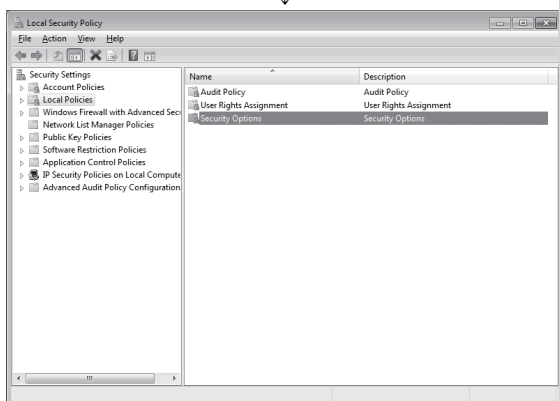 Local Security Policy
File Action View Help
Security Settings
Account Policies
Local Policies
Windows Firewall with Advanced Secu
Network List Manager Policies
Public Key Policies
Software Restriction Policies
Application Control Policies
IP Security Policies on Local Compute
Advanced Audit Policy Configuration
Name Description
Audit Policy Audit Policy
User Rights Assignment User Rights Assignment
Security Options Security Options